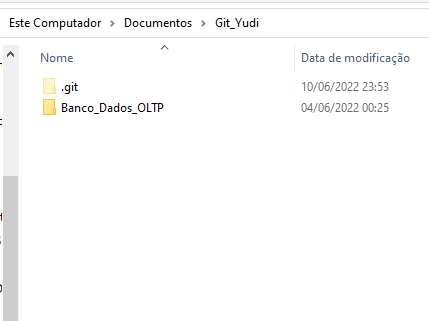 Este Computador > Documentos > Git_Yudi
Nome Data de modificação
.git 10/06/2022 23:53
Banco_Dados_OLTP 04/06/2022 00:25